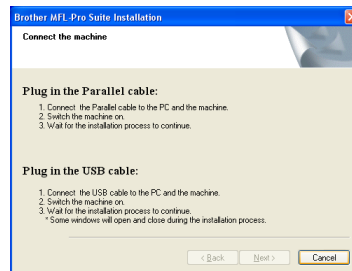 Brother MFL-Pro Suite Installation
Connect the machine
Plug in the Parallel cable:
1. Connect the Parallel cable to the PC and the machine.
2. Switch the machine on.
3. Wait for the installation process to continue.
Plug in the USB cable:
1. Connect the USB cable to the PC and the machine.
2. Switch the machine on.
3. Wait for the installation process to continue.
* Some windows will open and close during the installation process.
< Back Next > Cancel